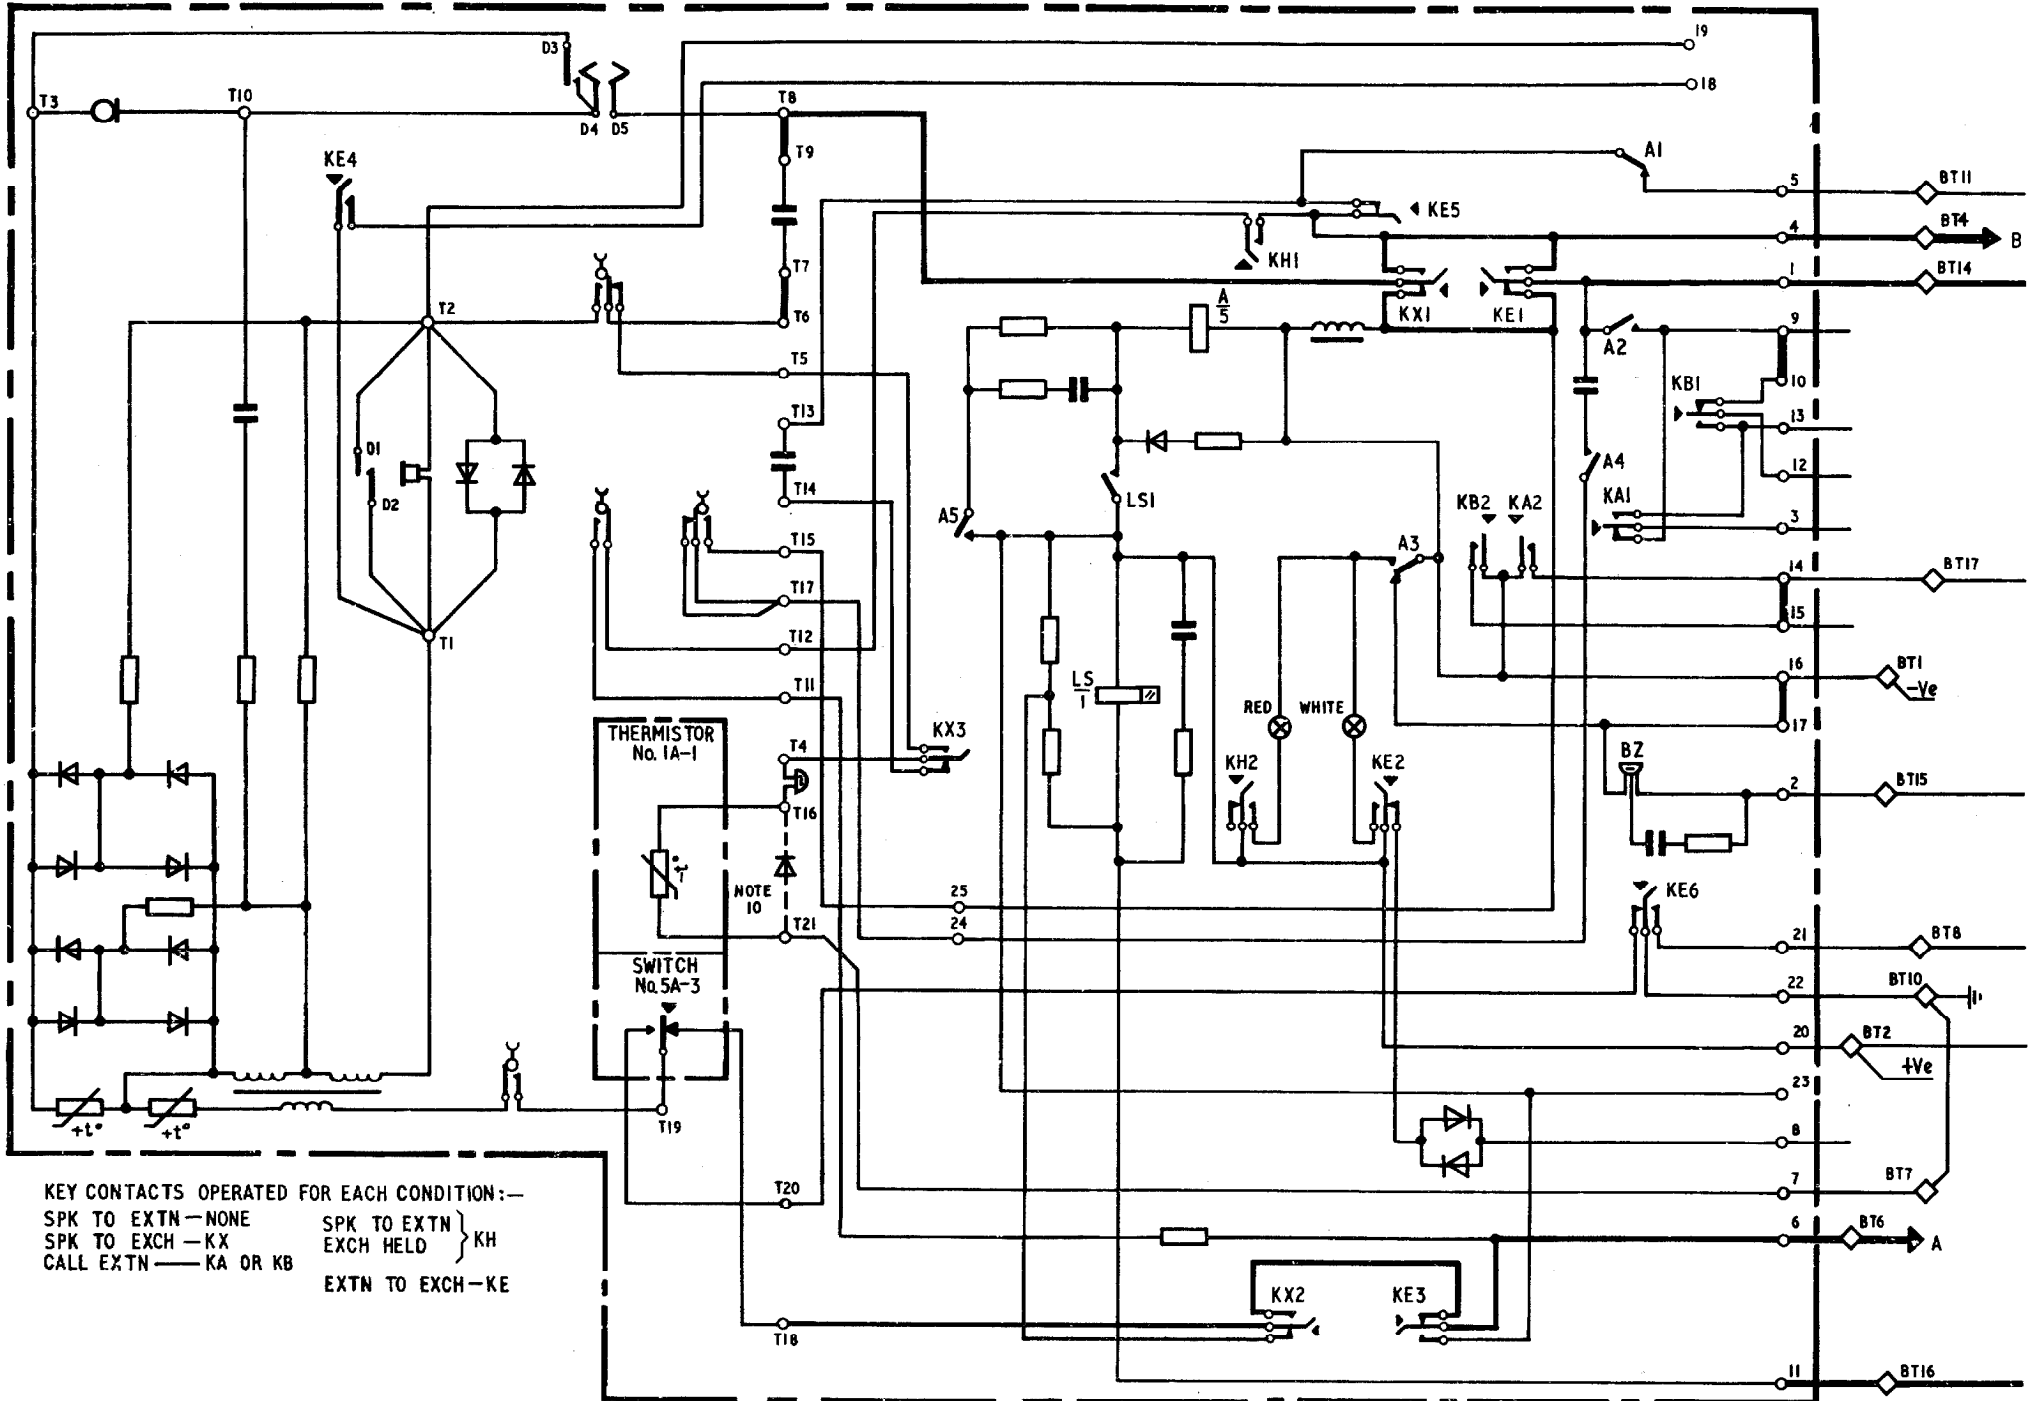 19
D3
18
T3
T10
T8
D4
D5
T9
A1
KE4
5
BT11
KE5
4
BT4
B
T7
KH1
1
BT14
T2
A
5
T6
KX1
KE1
9
A2
T5
KB1
10
T13
13
D1
A4
12
D2
T14
LS1
KB2
KA2
KA1
A5
3
T15
A3
14
BT17
T17
15
T12
T1
16
BT1
-Ve
T11
LS
1
RED
WHITE
17
THERMISTOR
No. 1A-1
T4
KX3
BZ
KH2
KE2
2
BT15
T16
t°
NOTE
10
25
KE6
T21
24
21
BT8
SWITCH
No. 5A-3
22
BT10
20
BT2
+Ve
23
+t°
+t°
T19
8
T20
7
BT7
6
BT6
A
KEY CONTACTS OPERATED FOR EACH CONDITION:—
SPK TO EXTN — NONE
SPK TO EXCH — KX
CALL EXTN —— KA OR KB
SPK TO EXTN
EXCH HELD } KH
EXTN TO EXCH — KE
KX2
KE3
T18
11
BT16